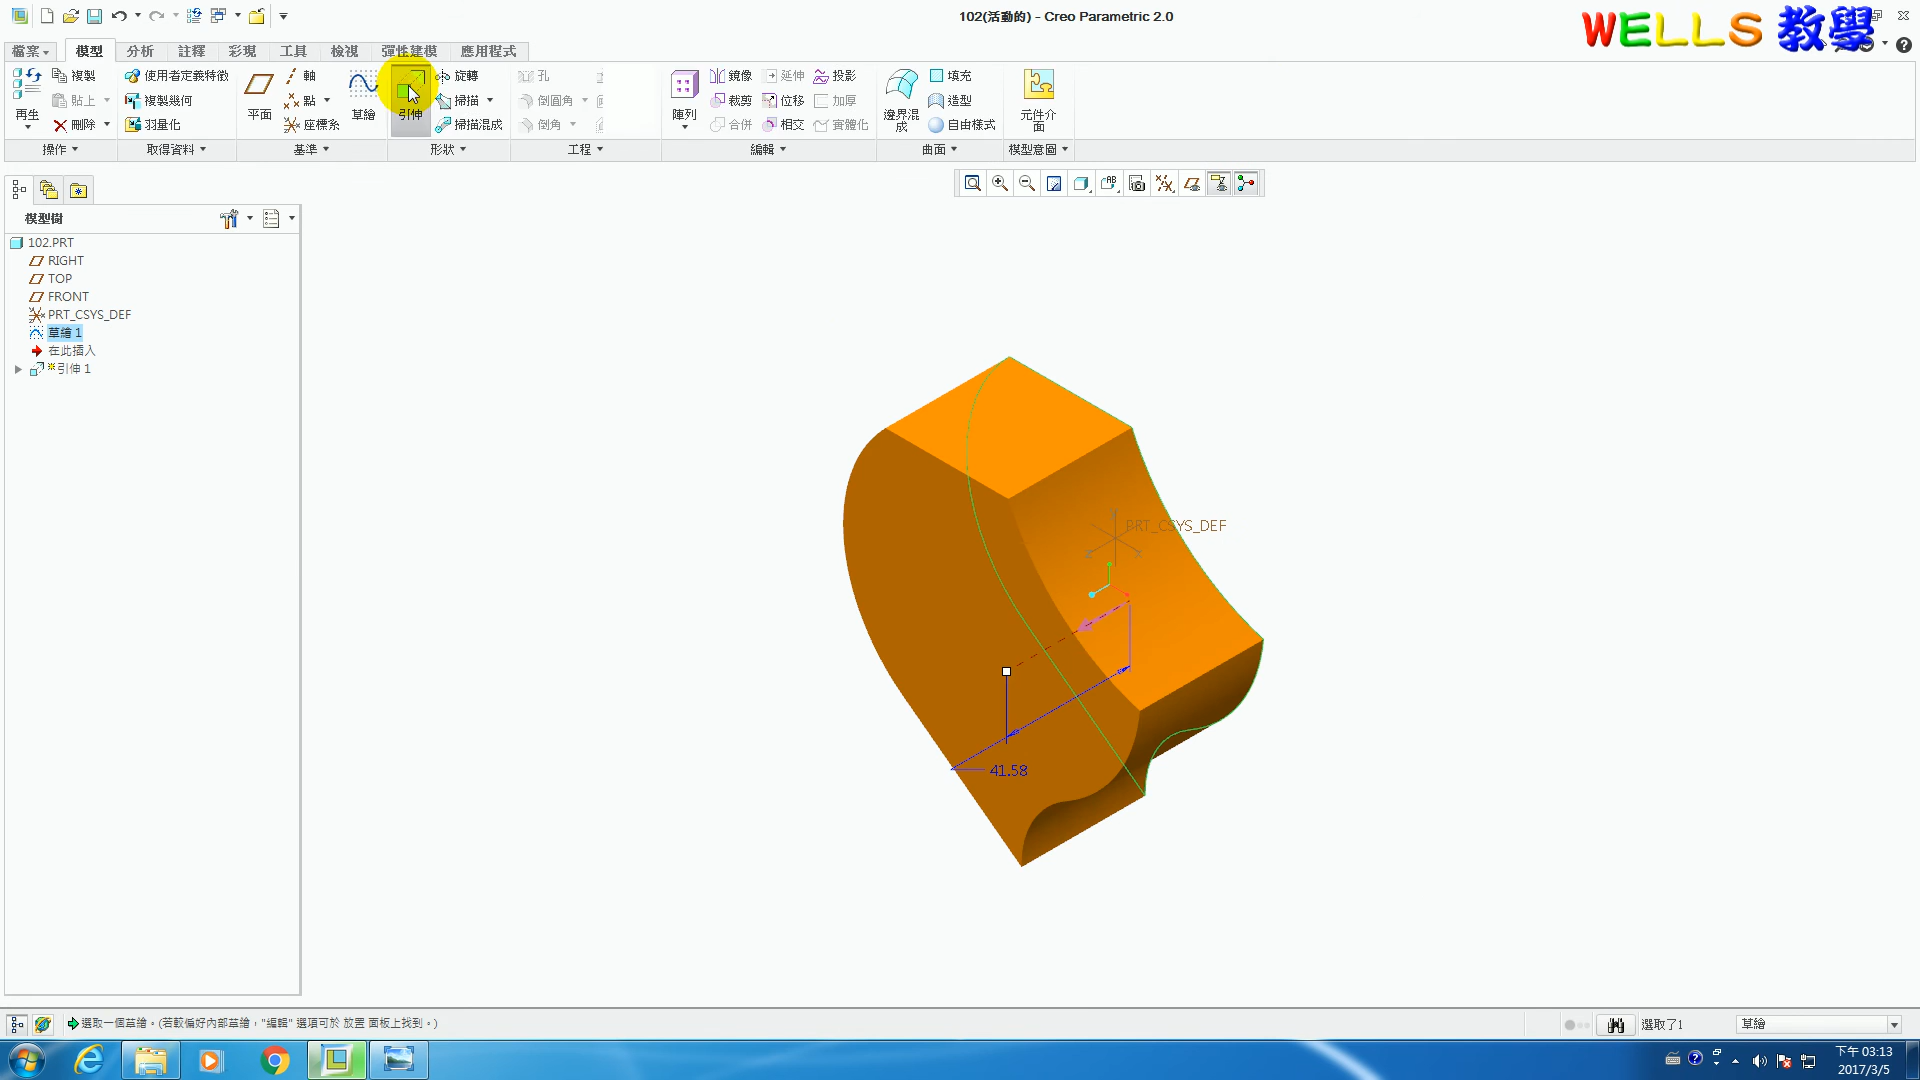 102(活動的) - Creo Parametric 2.0
WELLS 教學
檔案 模型 分析 註釋 彩現 工具 檢視 彈性建模 應用程式
再生 複製 貼上 刪除
使用者定義特徵 複製幾何 羽量化
平面 軸 點 座標系 草繪
引伸 旋轉 掃描 掃描混成
孔 倒圓角 倒角
陣列 鏡像 延伸 投影
裁剪 位移 加厚
合併 相交 實體化
邊界混成 填充 造型 自由樣式
元件介面
操作 取得資料 基準 形狀 工程 編輯 曲面 模型意圖
模型樹
102.PRT
RIGHT
TOP
FRONT
PRT_CSYS_DEF
草繪 1
在此插入
引伸 1
PRT_CSYS_DEF
41.58
選取一個草繪。(若較偏好內部草繪，"編輯" 選項可於 放置 面板上找到。)
選取了1
草繪
下午 03:13
2017/3/5